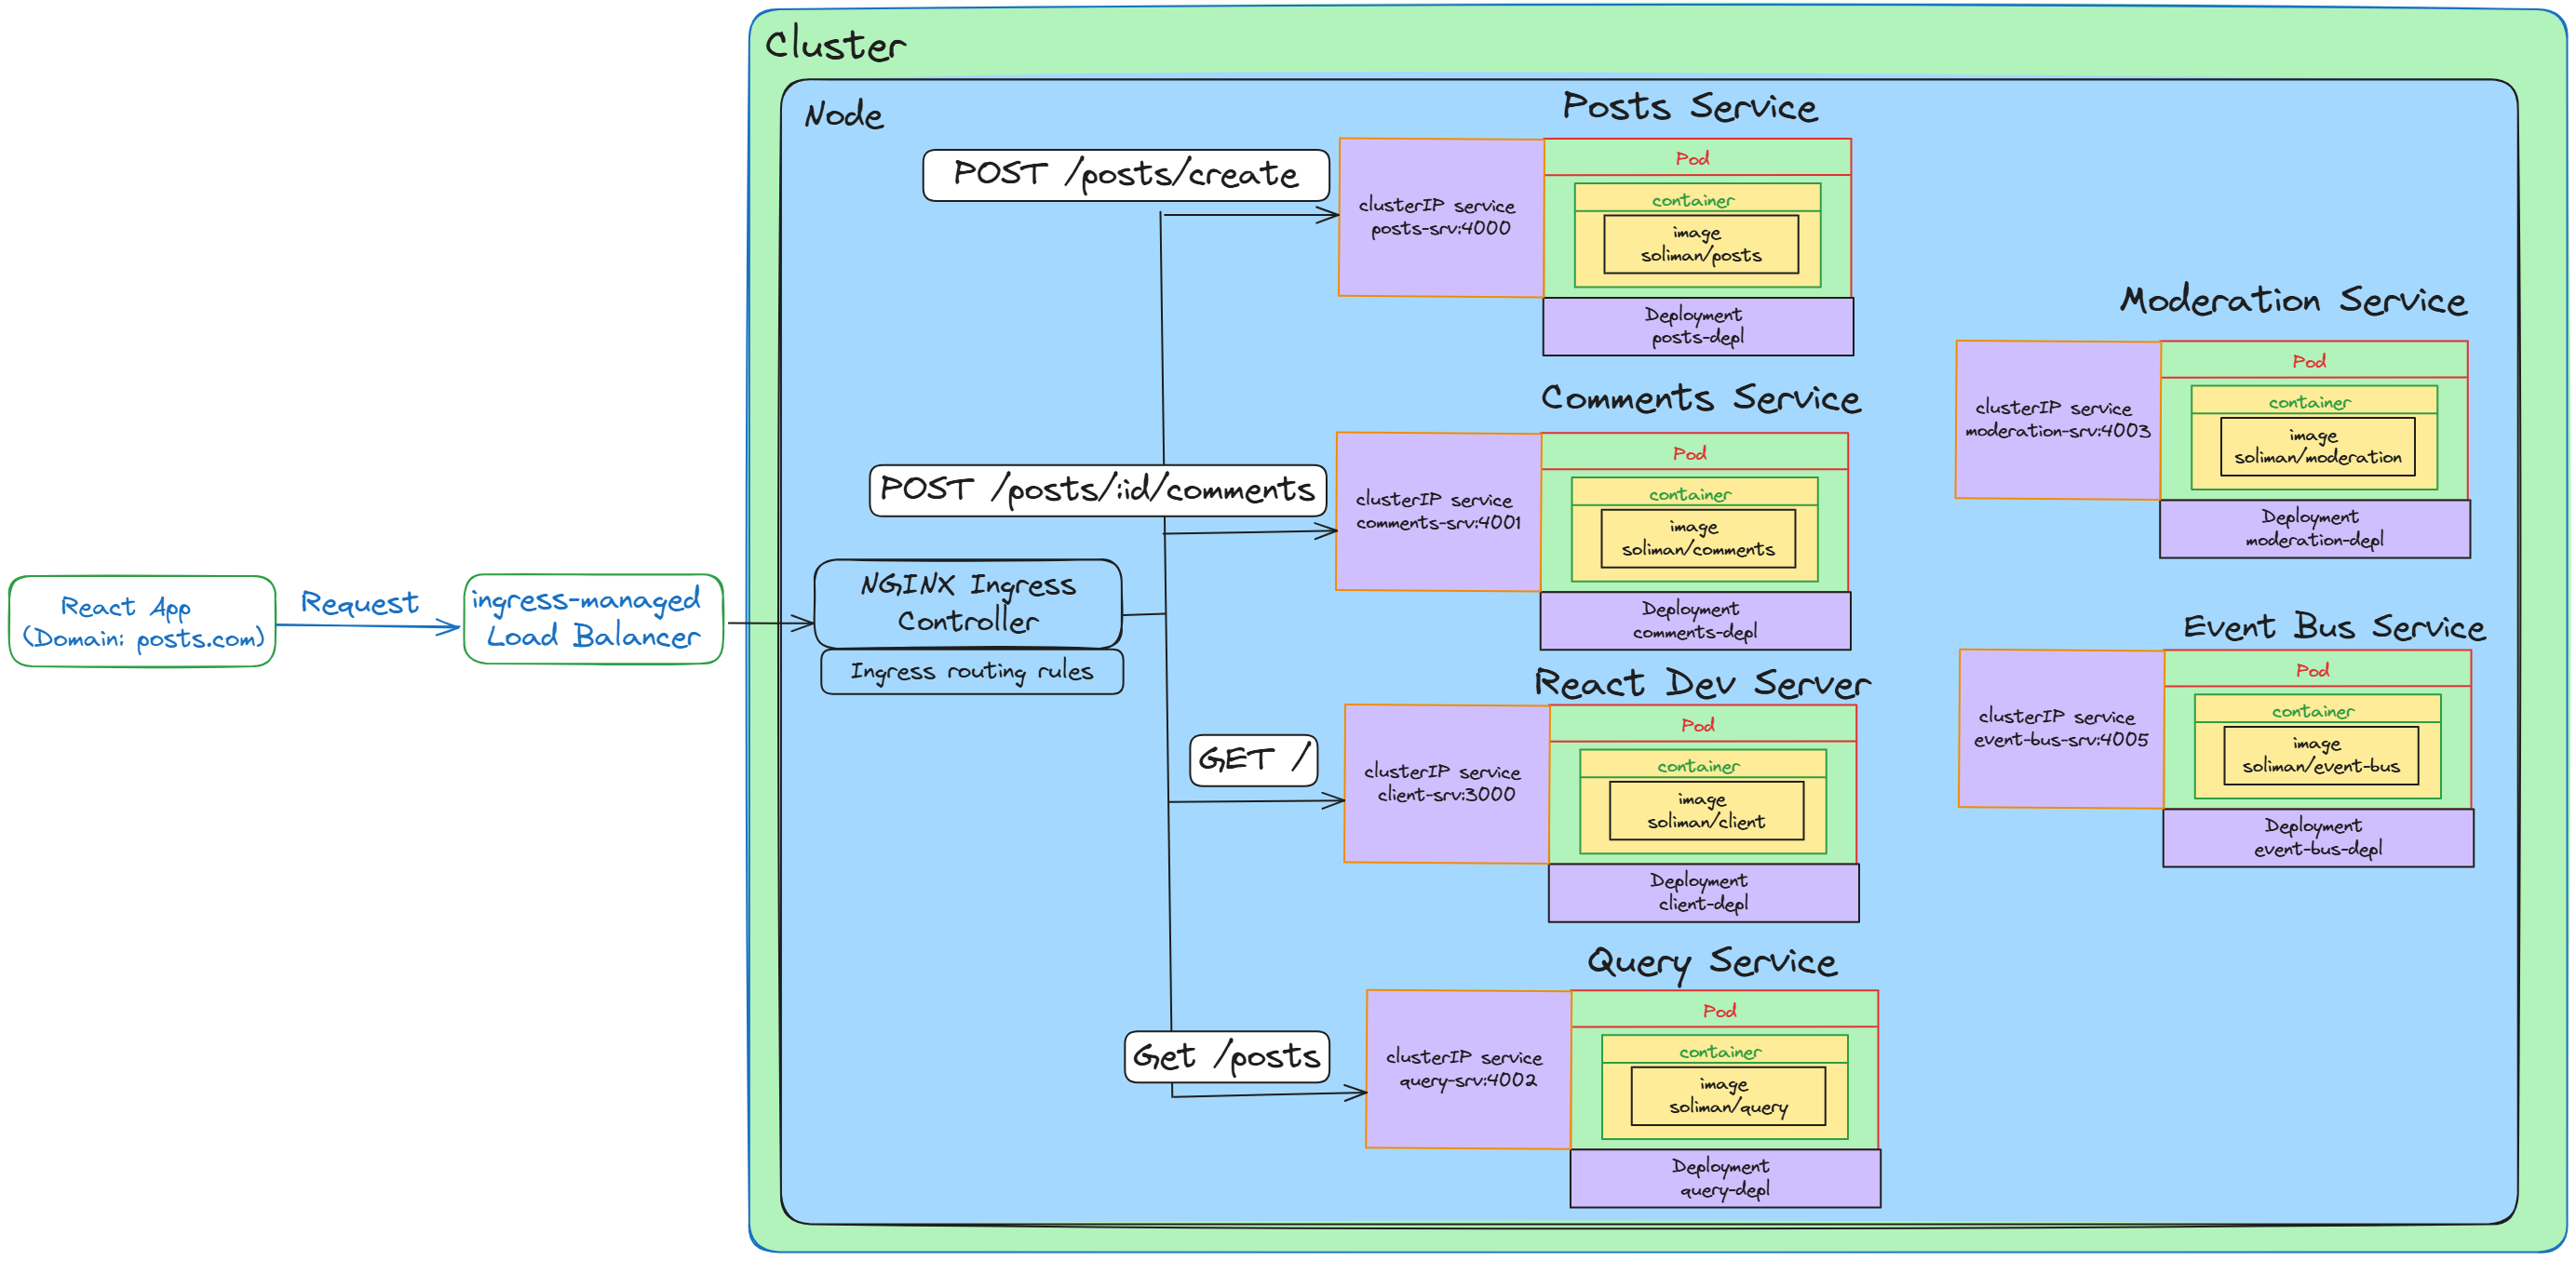 Cluster
Node
React App
(Domain: posts.com)
Request
ingress-managed
Load Balancer
NGINX Ingress
Controller
Ingress routing rules
POST /posts/create
Posts Service
clusterIP service
posts-srv:4000
Pod
container
image
soliman/posts
Deployment
posts-depl
POST /posts/:id/comments
Comments Service
clusterIP service
comments-srv:4001
Pod
container
image
soliman/comments
Deployment
comments-depl
GET /
React Dev Server
clusterIP service
client-srv:3000
Pod
container
image
soliman/client
Deployment
client-depl
Get /posts
Query Service
clusterIP service
query-srv:4002
Pod
container
image
soliman/query
Deployment
query-depl
Moderation Service
clusterIP service
moderation-srv:4003
Pod
container
image
soliman/moderation
Deployment
moderation-depl
Event Bus Service
clusterIP service
event-bus-srv:4005
Pod
container
image
soliman/event-bus
Deployment
event-bus-depl